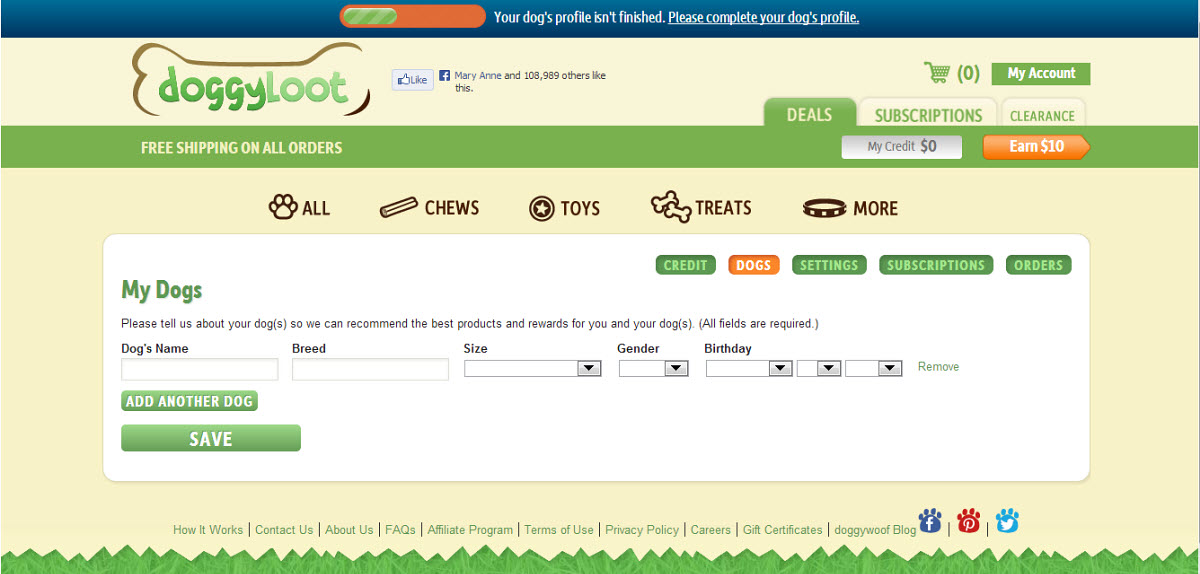 Your dog's profile isn't finished. Please complete your dog's profile.
doggyloot
Like
Mary Anne and 108,989 others like
this.
(0)
My Account
DEALS
SUBSCRIPTIONS
CLEARANCE
FREE SHIPPING ON ALL ORDERS
My Credit $0
Earn $10
ALL
CHEWS
TOYS
TREATS
MORE
CREDIT
DOGS
SETTINGS
SUBSCRIPTIONS
ORDERS
My Dogs
Please tell us about your dog(s) so we can recommend the best products and rewards for you and your dog(s). (All fields are required.)
Dog's Name
Breed
Size
Gender
Birthday
Remove
ADD ANOTHER DOG
SAVE
How It Works | Contact Us | About Us | FAQs | Affiliate Program | Terms of Use | Privacy Policy | Careers | Gift Certificates | doggywoof Blog | |